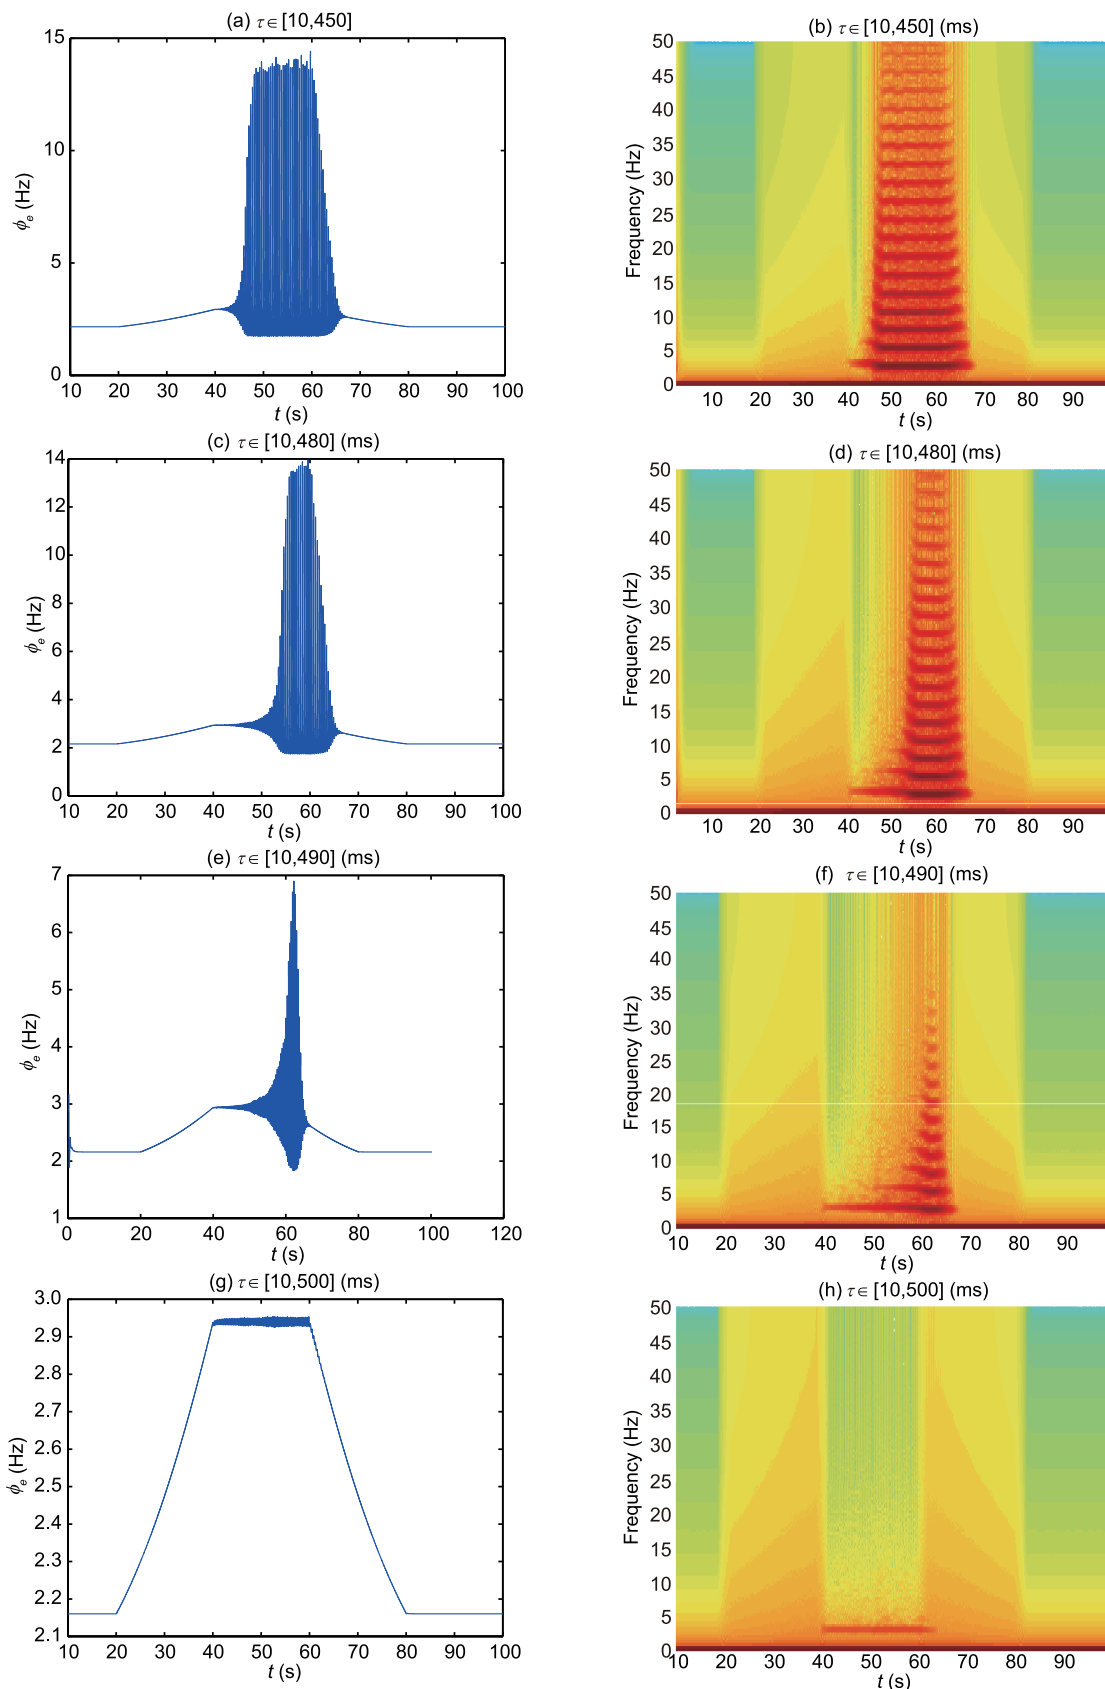 (a) τ∈[10,450]
15
10
5
0
ϕe (Hz)
10 20 30 40 50 60 70 80 90 100
t (s)
(b) τ∈[10,450] (ms)
50
45
40
35
30
25
20
15
10
5
0
Frequency (Hz)
10 20 30 40 50 60 70 80 90
t (s)
(c) τ∈[10,480] (ms)
14
12
10
8
6
4
2
0
ϕe (Hz)
10 20 30 40 50 60 70 80 90 100
t (s)
(d) τ∈[10,480] (ms)
50
45
40
35
30
25
20
15
10
5
0
Frequency (Hz)
10 20 30 40 50 60 70 80 90
t (s)
(e) τ∈[10,490] (ms)
7
6
5
4
3
2
1
ϕe (Hz)
0 20 40 60 80 100 120
t (s)
(f) τ∈[10,490] (ms)
50
45
40
35
30
25
20
15
10
5
0
Frequency (Hz)
10 20 30 40 50 60 70 80 90
t (s)
(g) τ∈[10,500] (ms)
3.0
2.9
2.8
2.7
2.6
2.5
2.4
2.3
2.2
2.1
ϕe (Hz)
10 20 30 40 50 60 70 80 90 100
t (s)
(h) τ∈[10,500] (ms)
50
45
40
35
30
25
20
15
10
5
0
Frequency (Hz)
10 20 30 40 50 60 70 80 90
t (s)